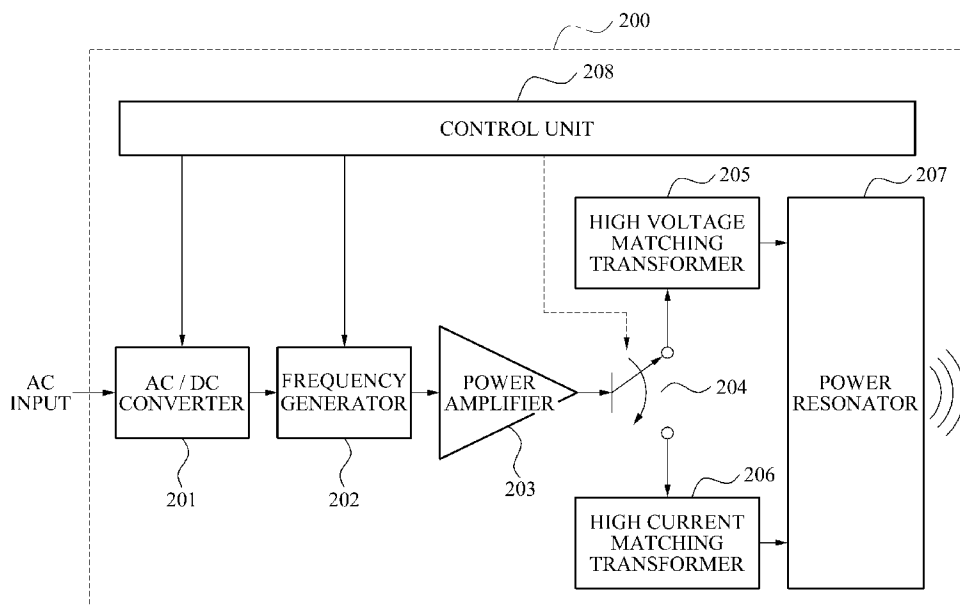 200
208
CONTROL UNIT
205
207
HIGH VOLTAGE
MATCHING
TRANSFORMER
AC
INPUT
AC / DC
CONVERTER
FREQUENCY
GENERATOR
POWER
AMPLIFIER
204
POWER
RESONATOR
201
202
203
206
HIGH CURRENT
MATCHING
TRANSFORMER